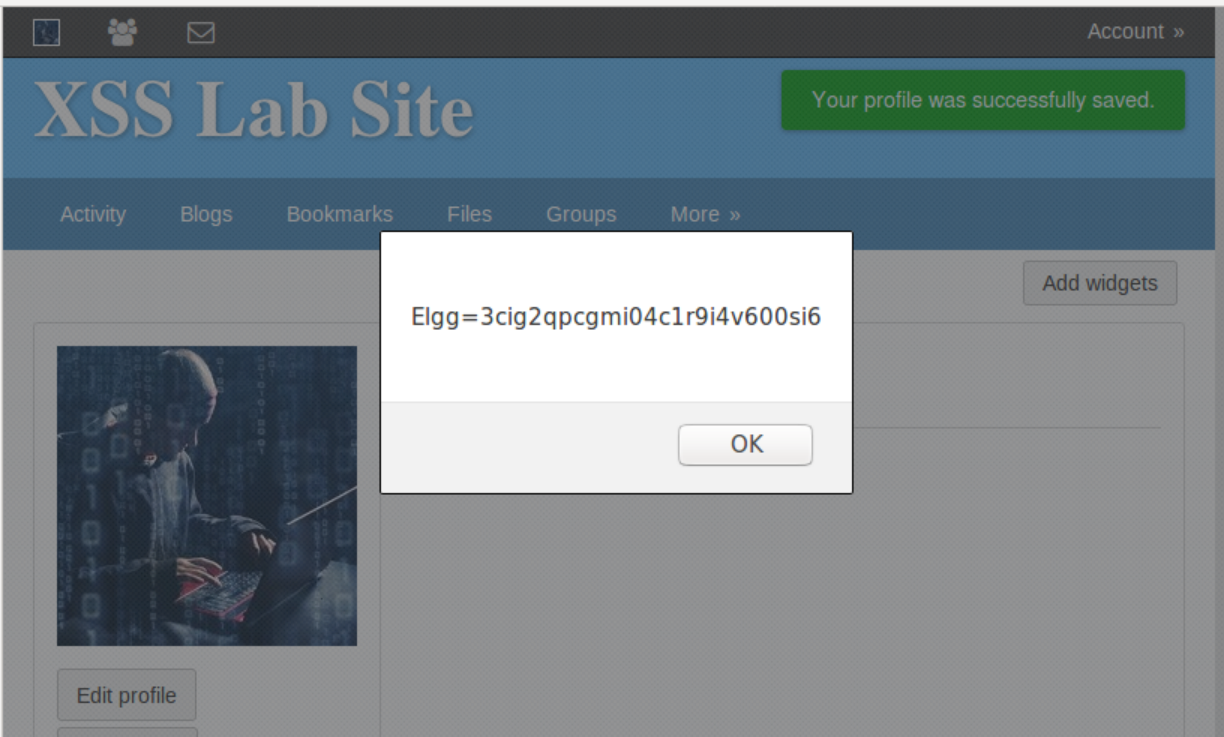 Account »
XSS Lab Site
Your profile was successfully saved.
Activity Blogs Bookmarks Files Groups More »
Add widgets
Elgg=3cig2qpcgmi04c1r9i4v600si6
OK
Edit profile